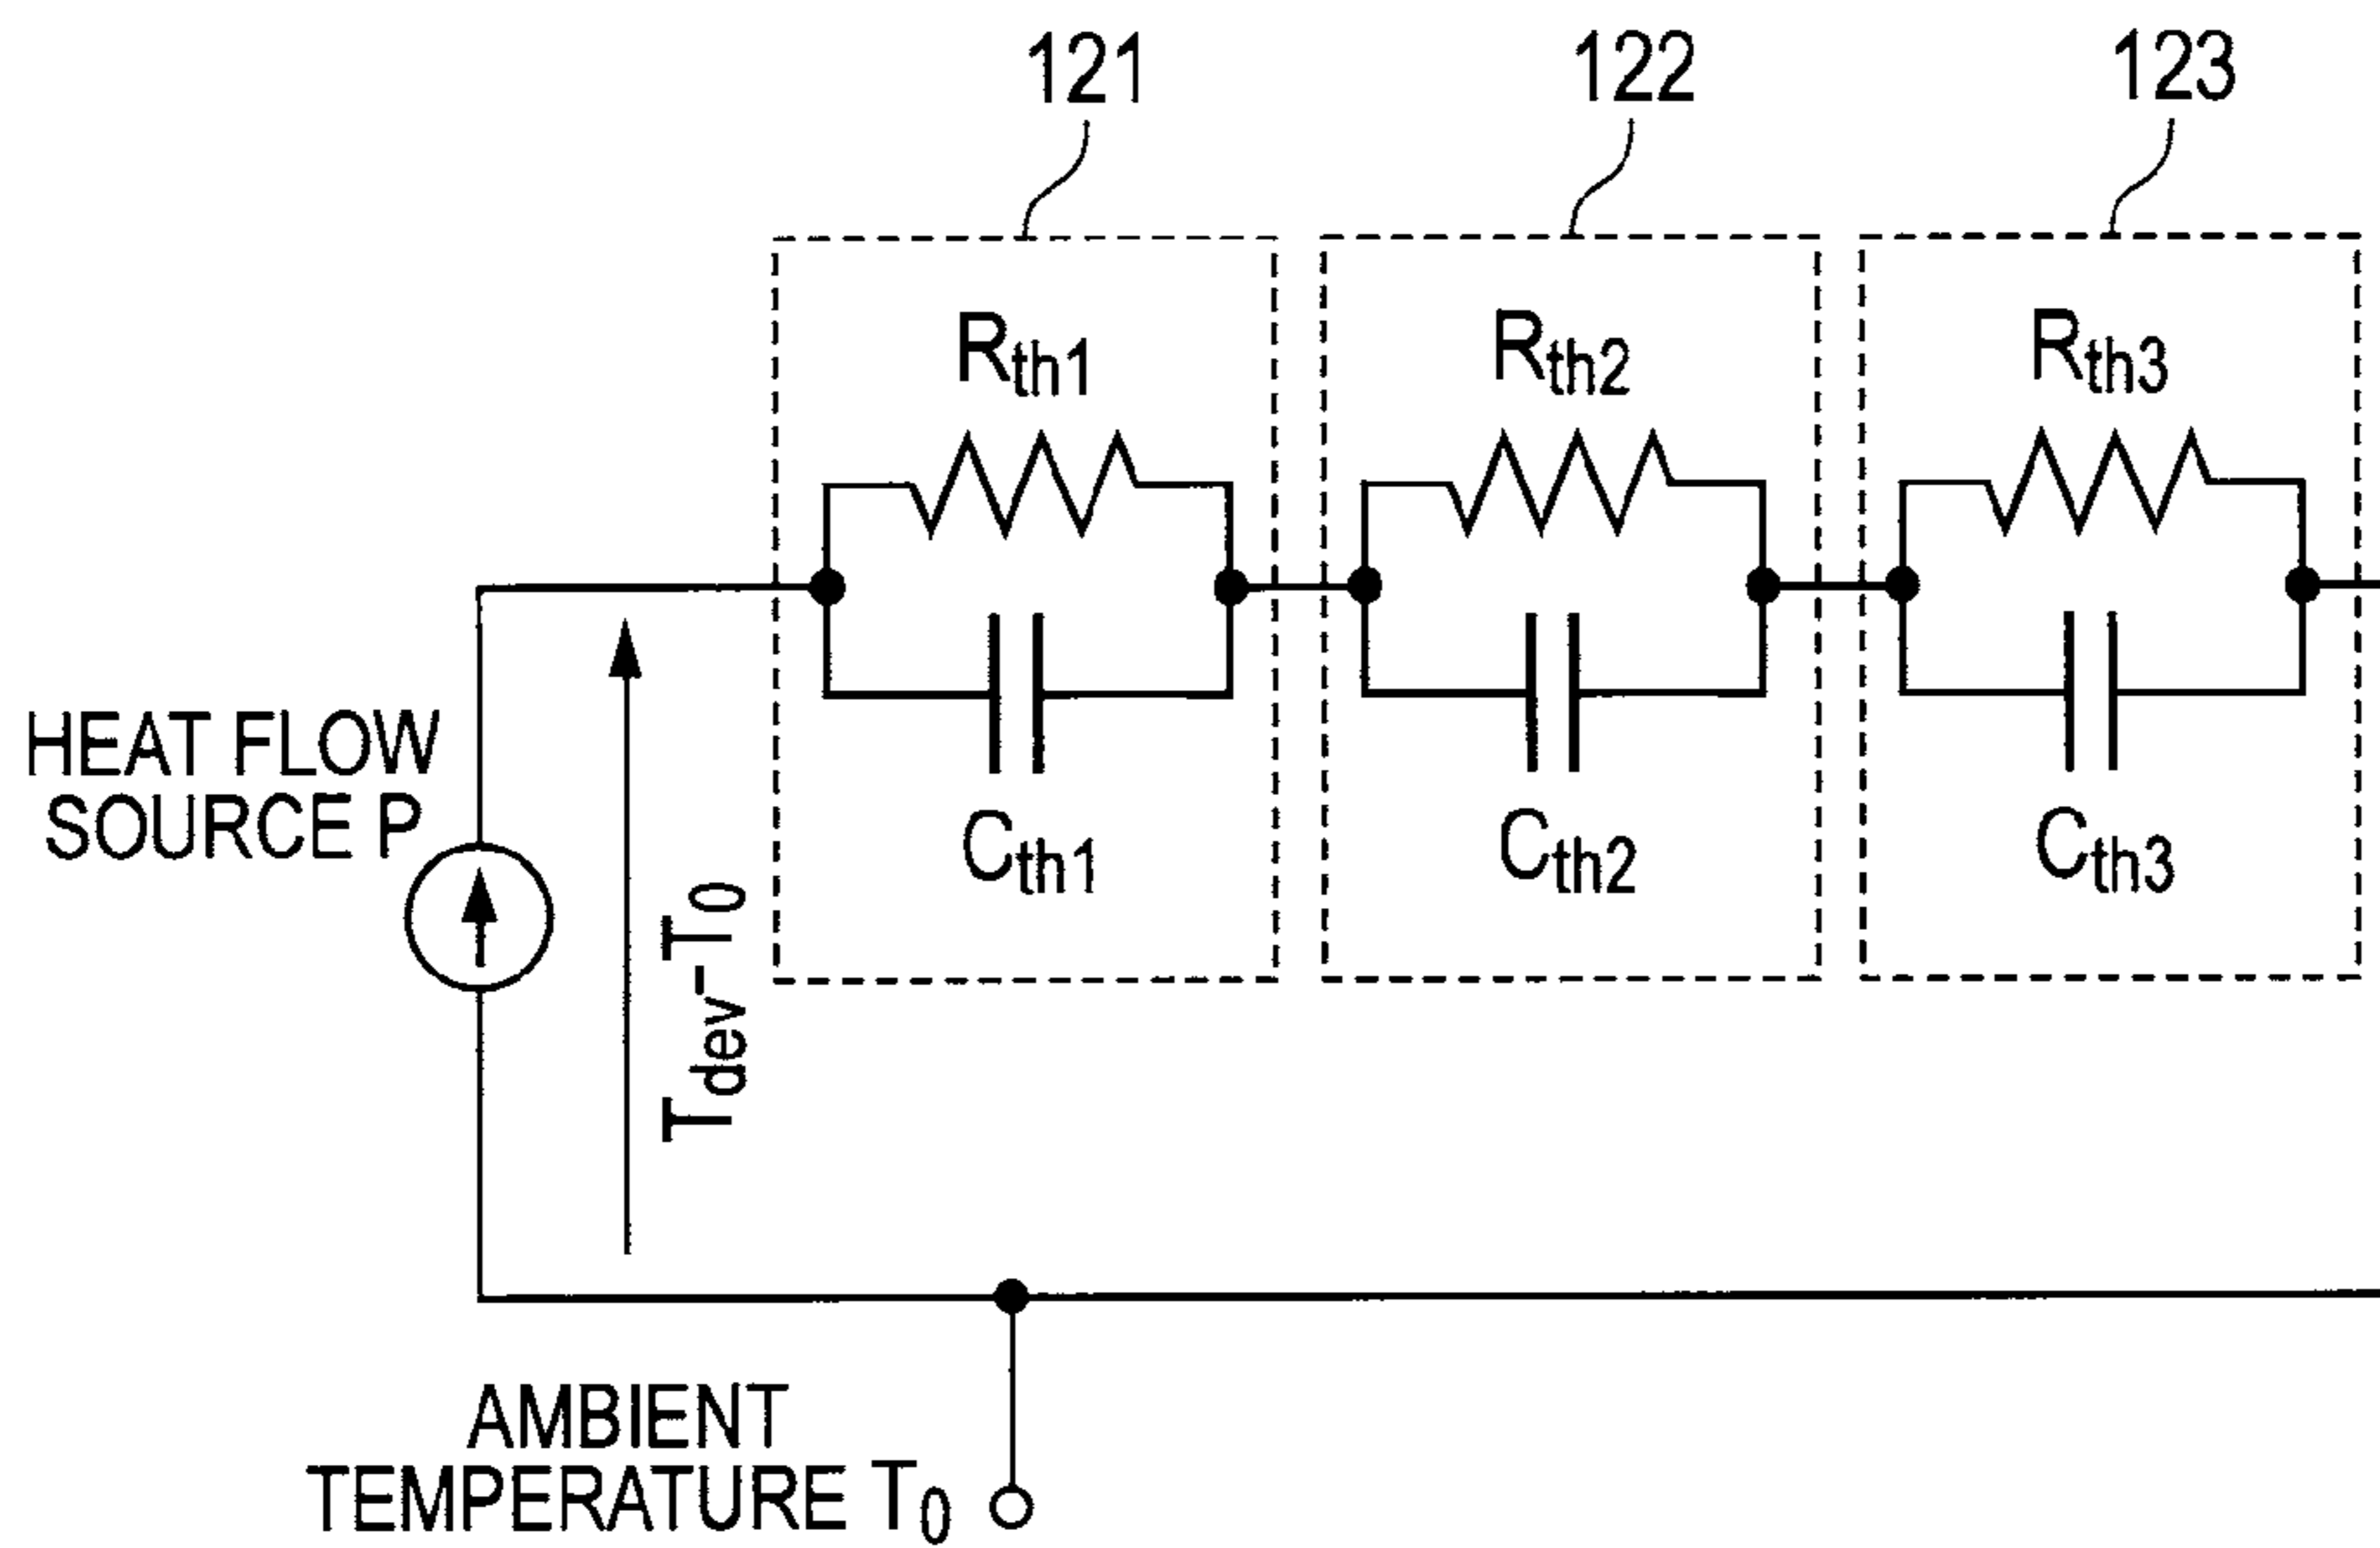 121
122
123
Rth1
Rth2
Rth3
HEAT FLOW
SOURCE P
Cth1
Cth2
Cth3
Tdev-T0
AMBIENT
TEMPERATURE T0